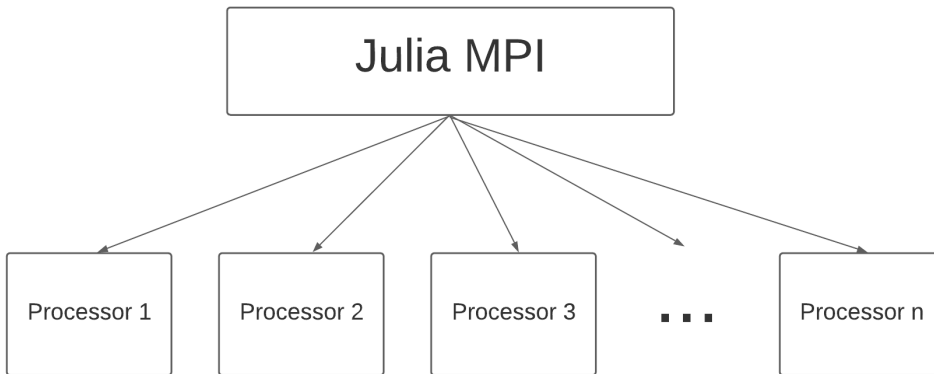 Julia MPI
Processor 1
Processor 2
Processor 3
...
Processor n